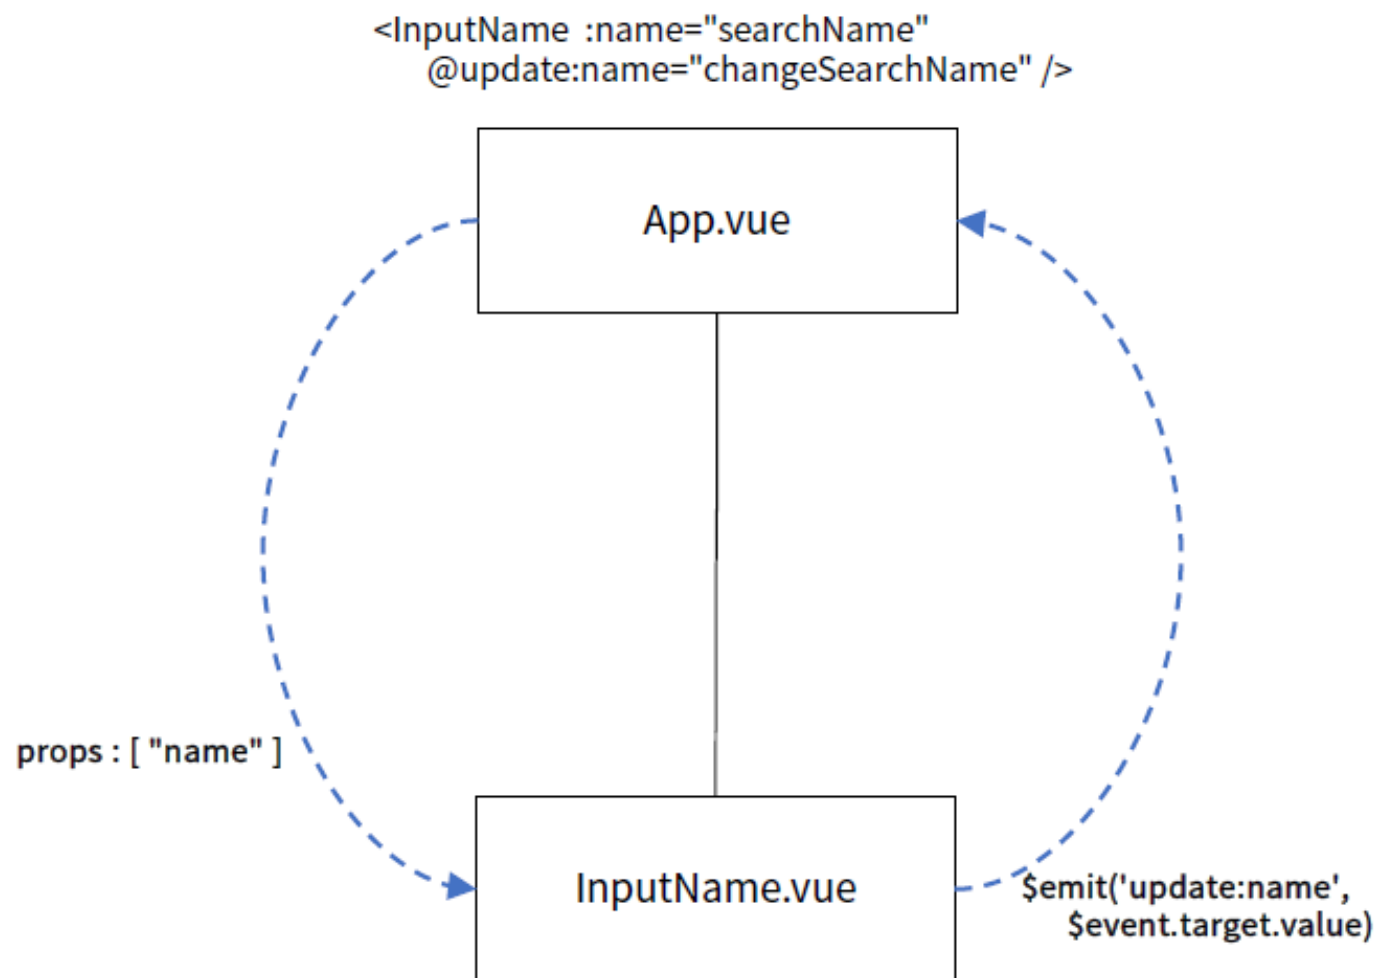 <InputName :name="searchName"
@update:name="changeSearchName" />
App.vue
props : [ "name" ]
InputName.vue
$emit('update:name',
$event.target.value)